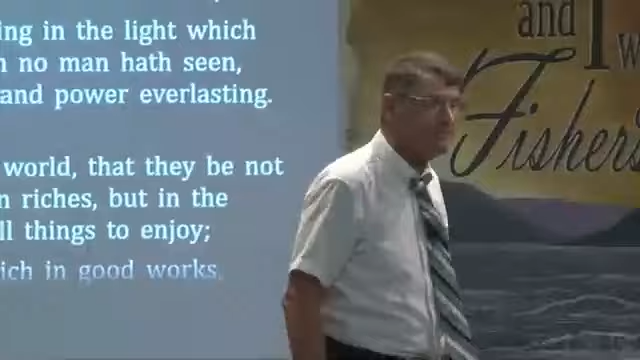 ing in the light which
no man hath seen,
and power everlasting.
world, that they be not
n riches, but in the
ll things to enjoy;
ich in good works,
and I w
Fishers